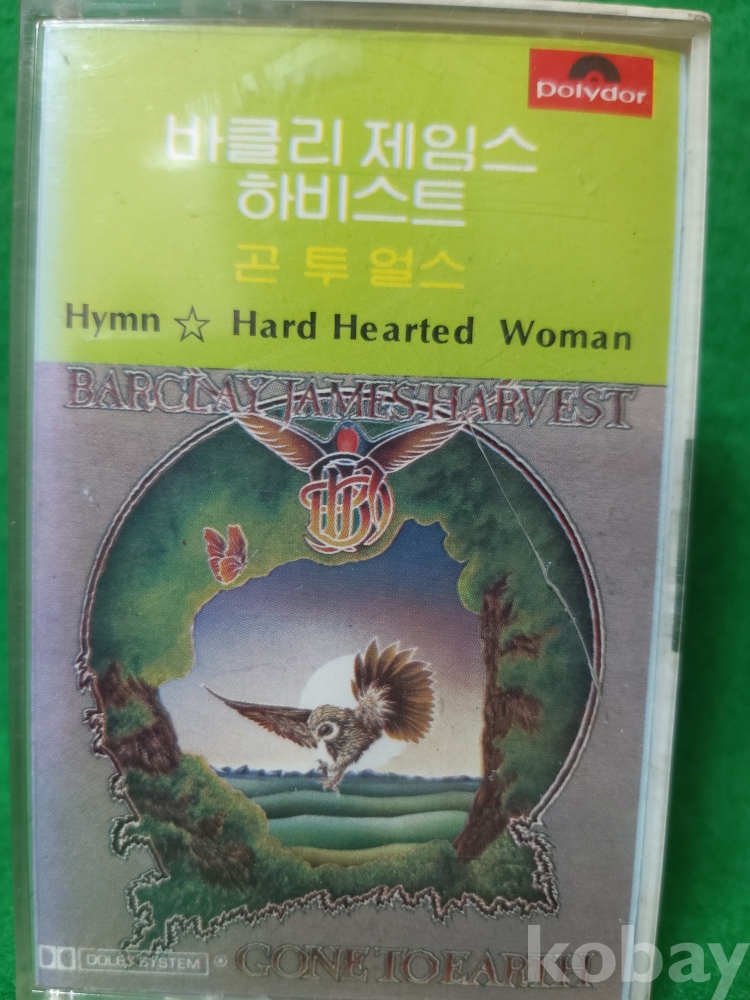 polydor
바클리 제임스
하비스트
곤 투 얼스
Hymn ☆ Hard Hearted Woman
BARCLAY JAMES HARVEST
DOLBY SYSTEM ®
GONE TO EARTH
kobay